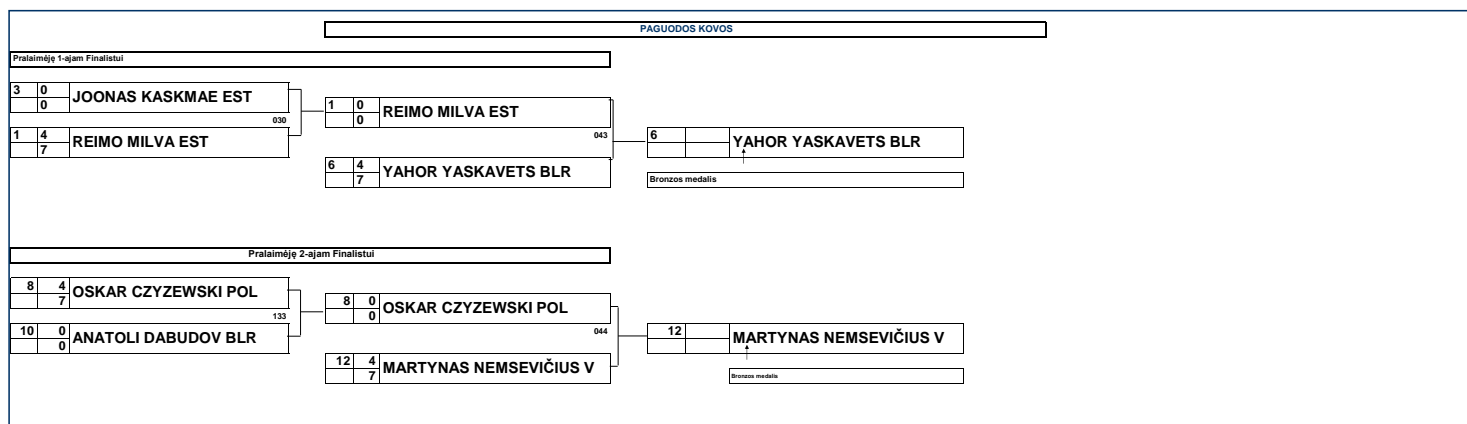 PAGUODOS KOVOS
Pralaimėję 1-ajam Finalistui
3 0 JOONAS KASKMAE EST
0
030
1 4 REIMO MILVA EST
7
1 0 REIMO MILVA EST
0
043
6 4 YAHOR YASKAVETS BLR
7
6 YAHOR YASKAVETS BLR
Bronzos medalis
Pralaimėję 2-ajam Finalistui
8 4 OSKAR CZYZEWSKI POL
7
133
10 0 ANATOLI DABUDOV BLR
0
8 0 OSKAR CZYZEWSKI POL
0
044
12 4 MARTYNAS NEMSEVIČIUS V
7
12 MARTYNAS NEMSEVIČIUS V
Bronzos medalis